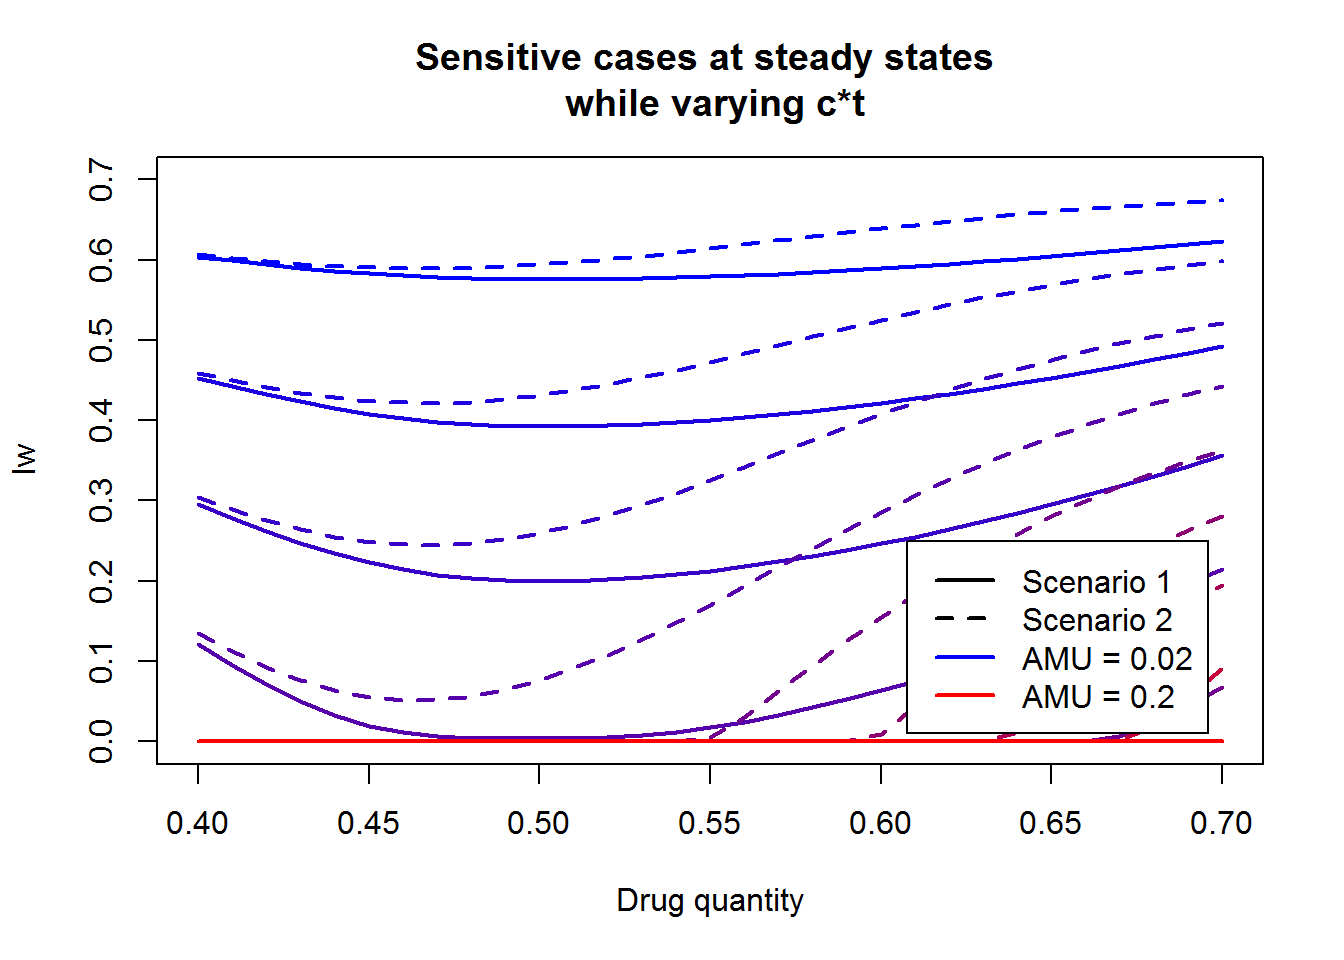 Sensitive cases at steady states
while varying c*t
Iw
0.7
0.6
0.5
0.4
0.3
0.2
0.1
0.0
Scenario 1
Scenario 2
AMU = 0.02
AMU = 0.2
0.40 0.45 0.50 0.55 0.60 0.65 0.70
Drug quantity